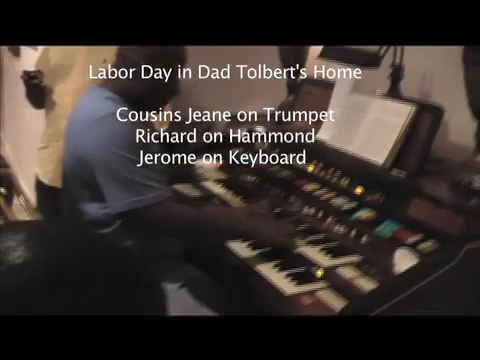 Labor Day in Dad Tolbert's Home
Cousins Jeane on Trumpet
Richard on Hammond
Jerome on Keyboard